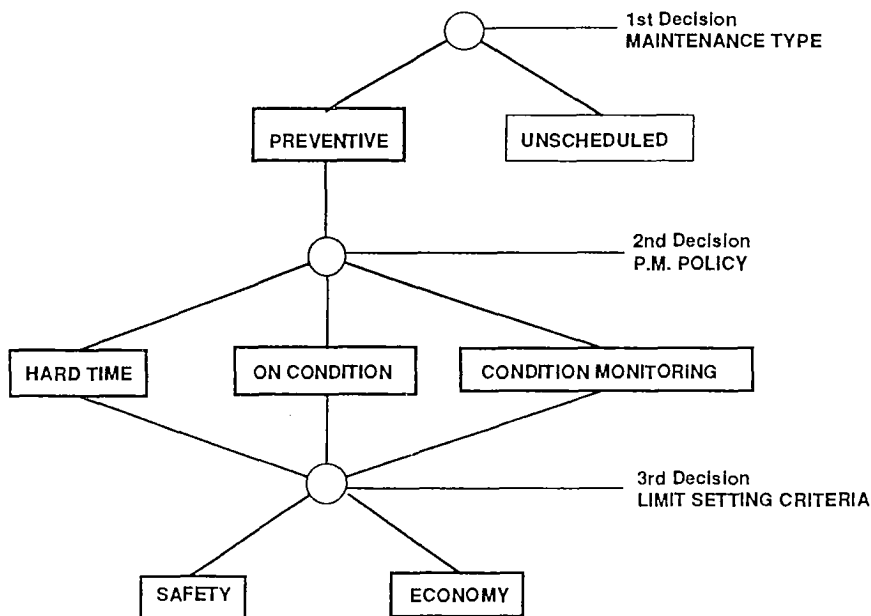 1st Decision
MAINTENANCE TYPE
PREVENTIVE
UNSCHEDULED
2nd Decision
P.M. POLICY
HARD TIME
ON CONDITION
CONDITION MONITORING
3rd Decision
LIMIT SETTING CRITERIA
SAFETY
ECONOMY